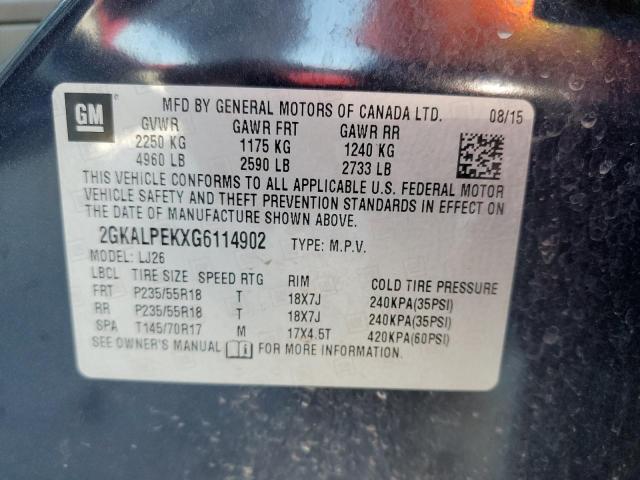 GM
MFD BY GENERAL MOTORS OF CANADA LTD. 08/15
GVWR GAWR FRT GAWR RR
2250 KG 1175 KG 1240 KG
4960 LB 2590 LB 2733 LB
THIS VEHICLE CONFORMS TO ALL APPLICABLE U.S. FEDERAL MOTOR
VEHICLE SAFETY AND THEFT PREVENTION STANDARDS IN EFFECT ON
THE DATE OF MANUFACTURE SHOWN ABOVE.
2GKALPEKXG6114902 TYPE: M.P.V.
MODEL: LJ26
LBCL TIRE SIZE SPEED RTG RIM COLD TIRE PRESSURE
FRT P235/55R18 T 18X7J 240KPA(35PSI)
RR P235/55R18 T 18X7J 240KPA(35PSI)
SPA T145/70R17 M 17X4.5T 420KPA(60PSI)
SEE OWNER'S MANUAL FOR MORE INFORMATION.